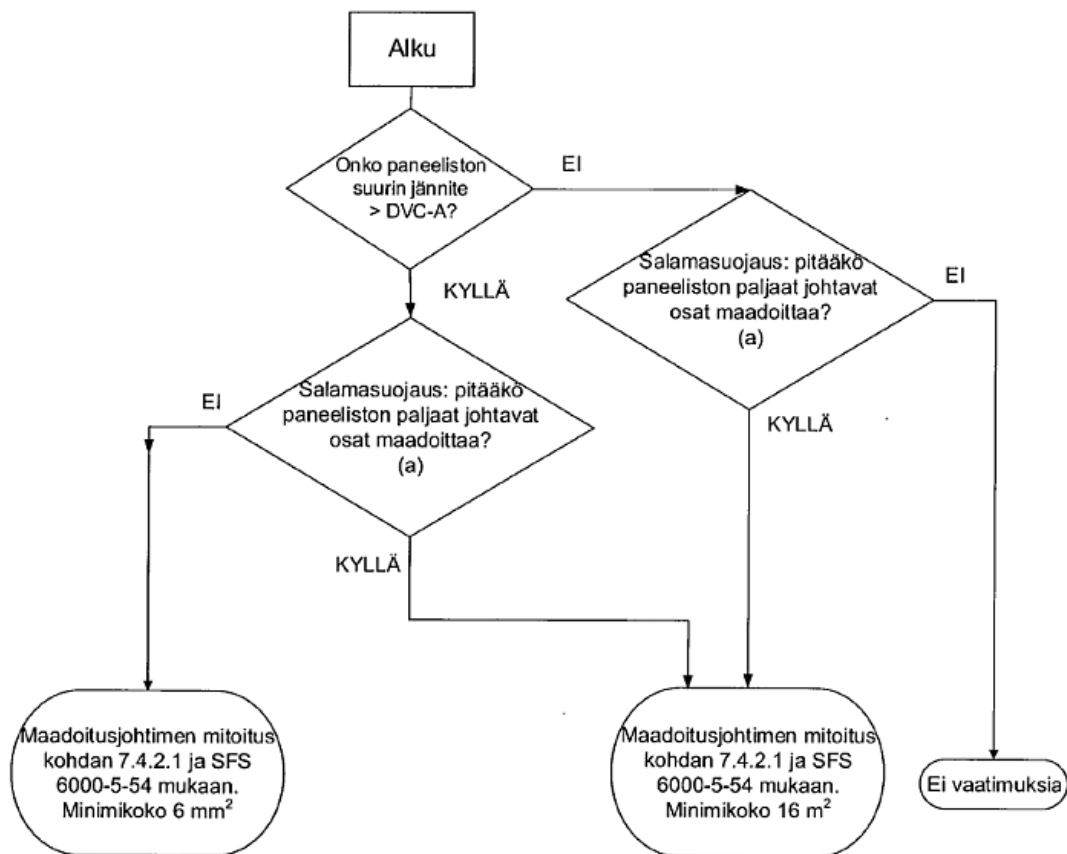 Alku
Onko paneeliston
suurin jännite
> DVC-A?
EI
KYLLÄ
Salamasuojaus: pitääkö
paneeliston paljaat johtavat
osat maadoittaa?
(a)
EI
KYLLÄ
EI
Salamasuojaus: pitääkö
paneeliston paljaat johtavat
osat maadoittaa?
(a)
KYLLÄ
Maadoitusjohtimen mitoitus
kohdan 7.4.2.1 ja SFS
6000-5-54 mukaan.
Minimikoko 6 mm²
Maadoitusjohtimen mitoitus
kohdan 7.4.2.1 ja SFS
6000-5-54 mukaan.
Minimikoko 16 m²
Ei vaatimuksia